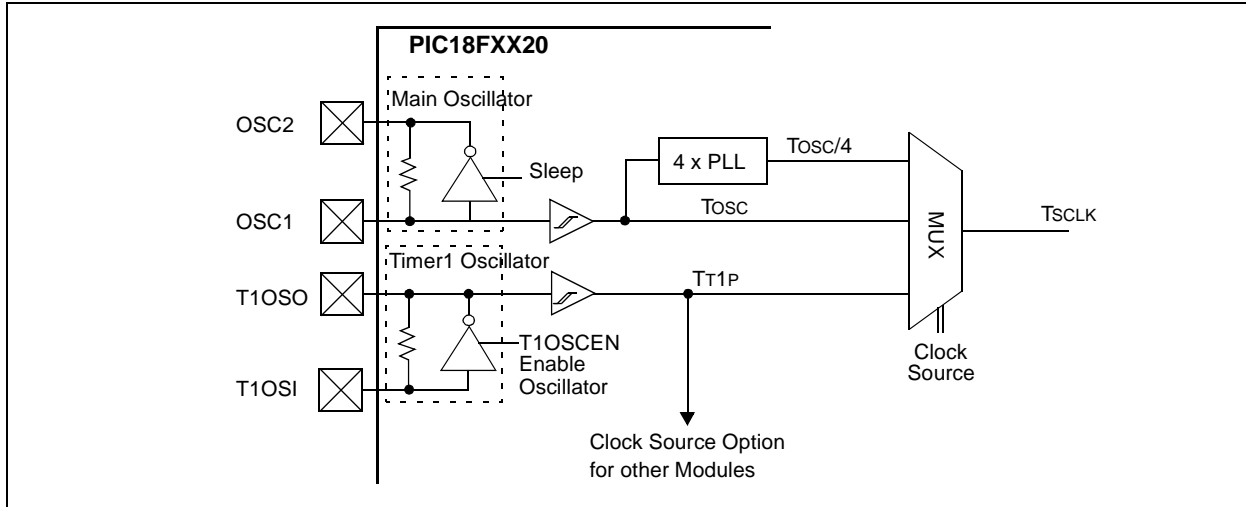 PIC18FXX20
Main Oscillator
OSC2
Sleep
OSC1
4 x PLL
TOSC/4
TOSC
MUX
TSCLK
Timer1 Oscillator
T1OSO
TT1P
T1OSCEN
Enable
Oscillator
T1OSI
Clock
Source
Clock Source Option
for other Modules